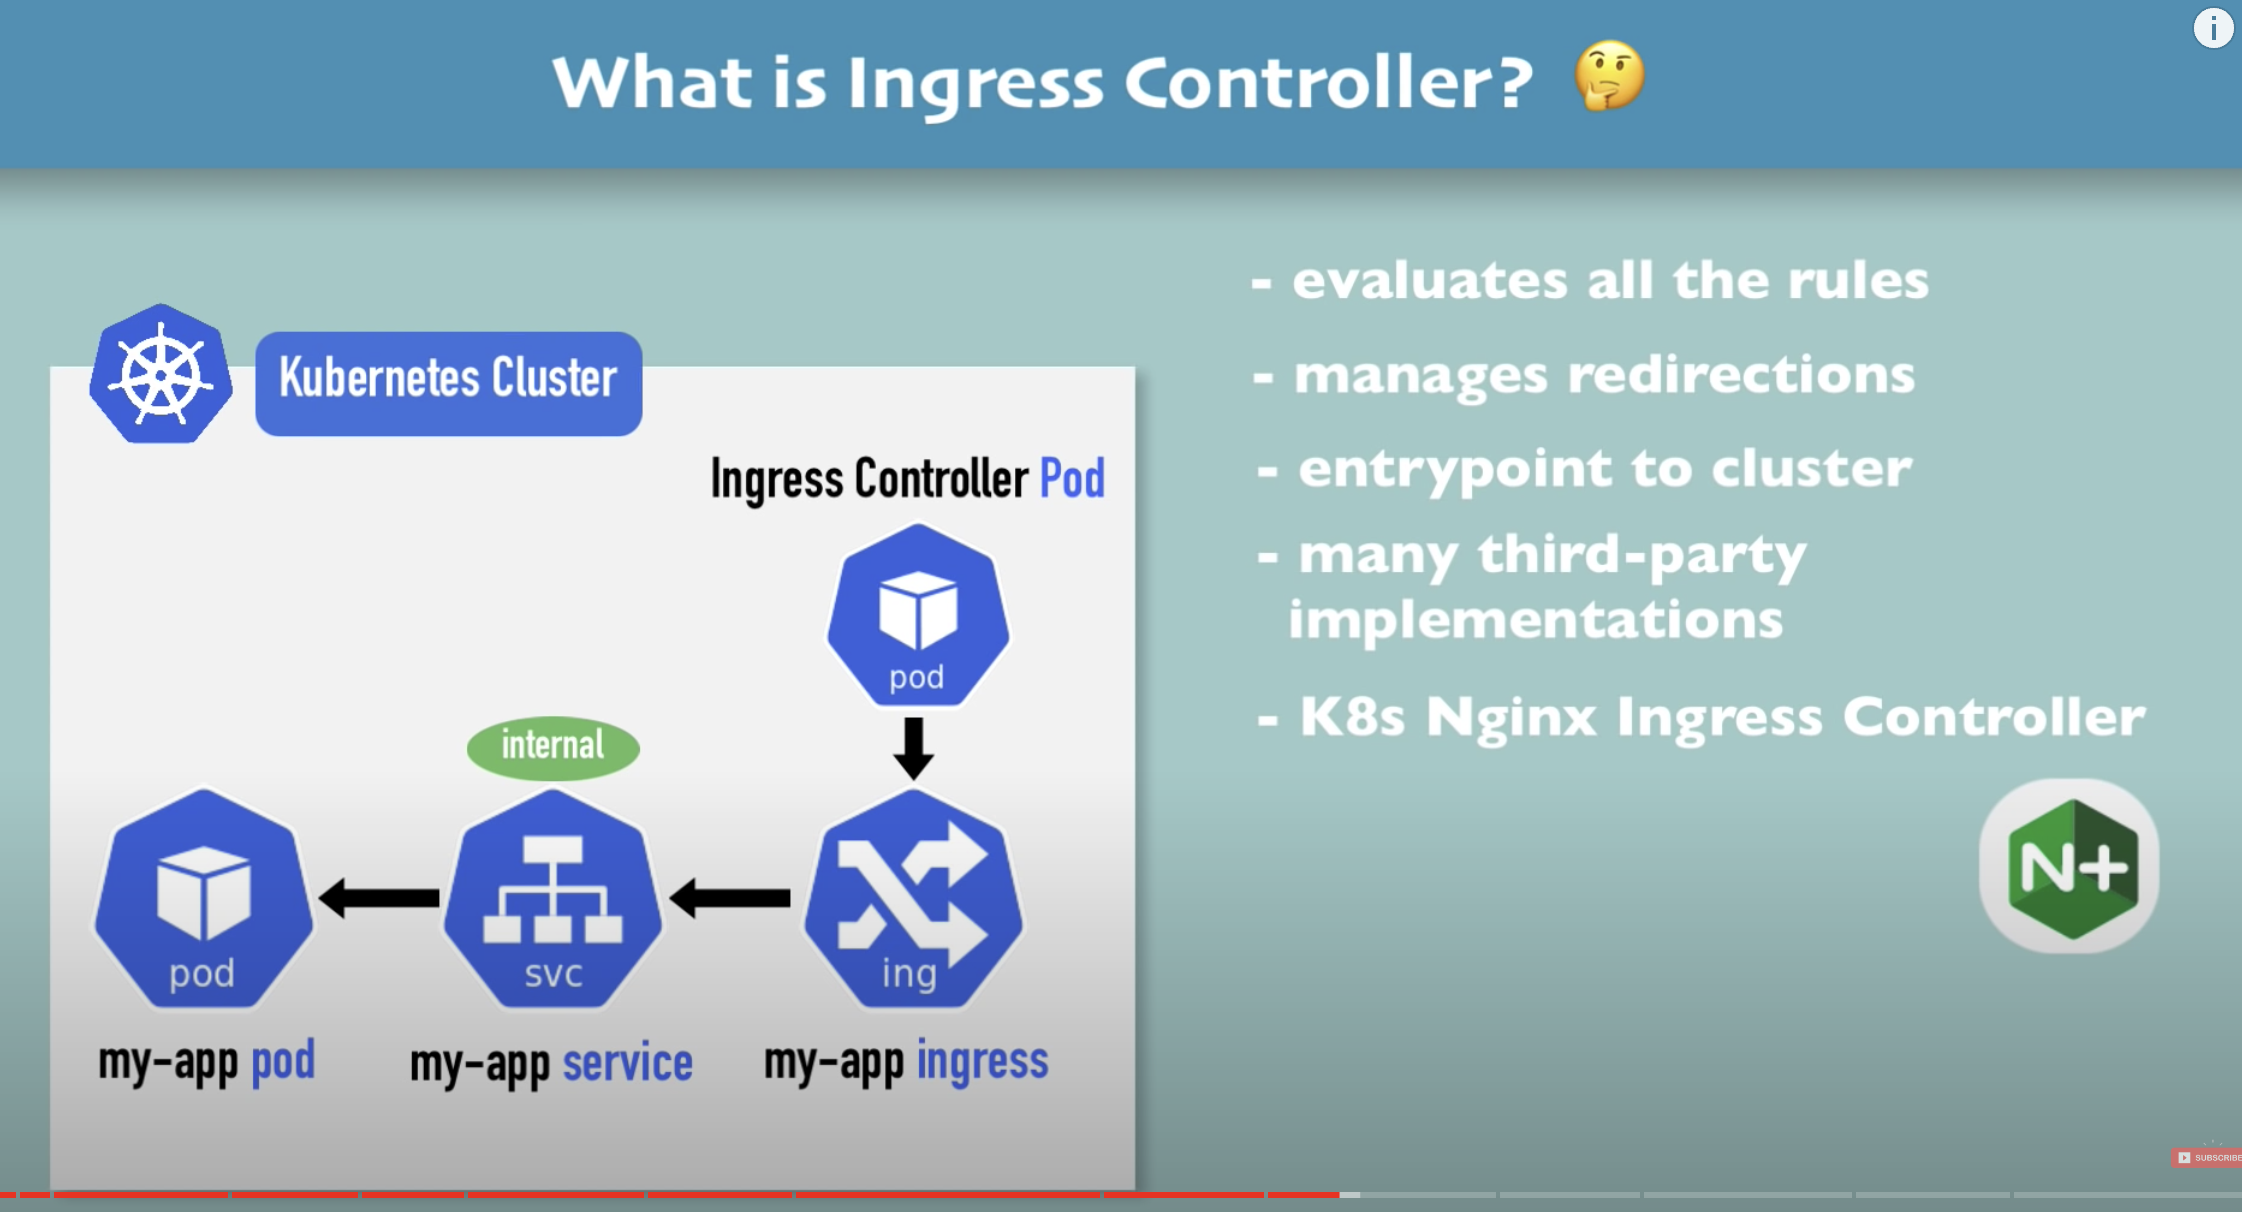 What is Ingress Controller? 🤔
i
- evaluates all the rules
- manages redirections
- entrypoint to cluster
- many third-party
implementations
- K8s Nginx Ingress Controller
N+
Kubernetes Cluster
Ingress Controller Pod
pod
internal
pod
svc
ing
my-app pod
my-app service
my-app ingress
SUBSCRIBE